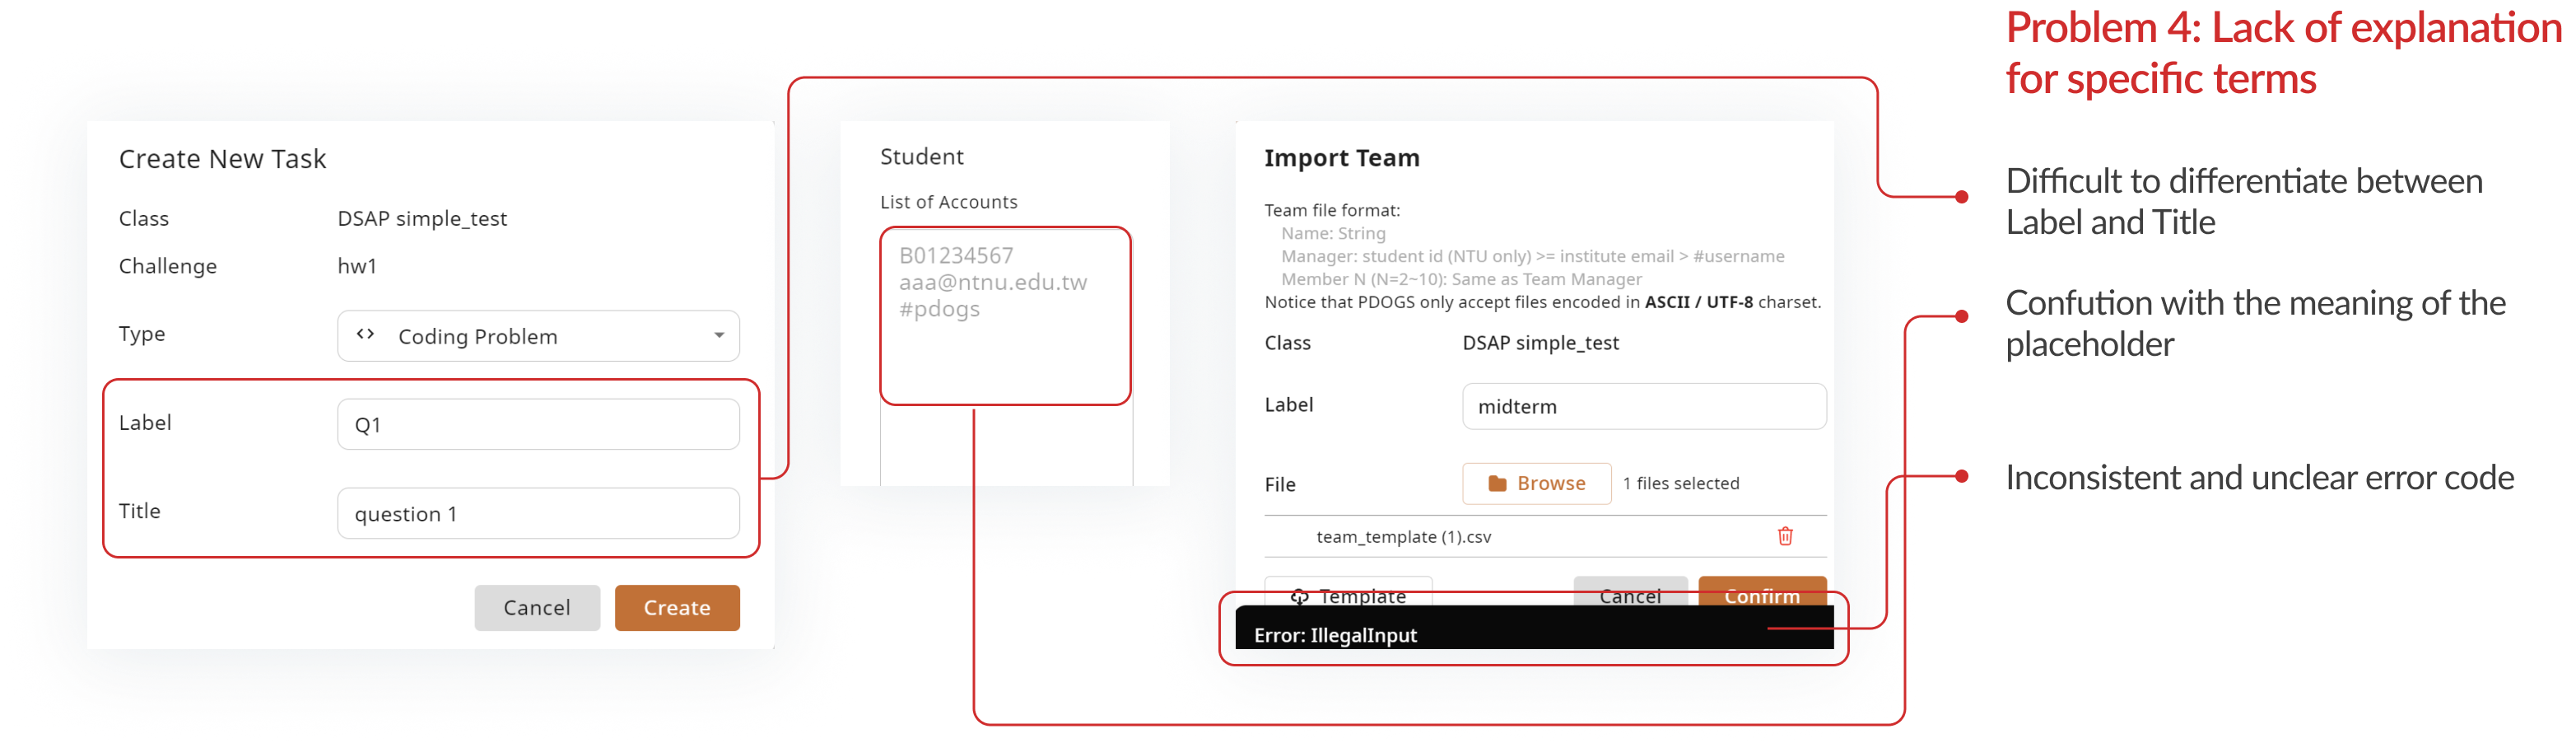 Problem 4: Lack of explanation
for specific terms
Create New Task
Class DSAP simple_test
Challenge hw1
Type <> Coding Problem
Label Q1
Title question 1
Cancel Create
Student
List of Accounts
B01234567
aaa@ntnu.edu.tw
#pdogs
Import Team
Team file format:
Name: String
Manager: student id (NTU only) >= institute email > #username
Member N (N=2~10): Same as Team Manager
Notice that PDOGS only accept files encoded in ASCII / UTF-8 charset.
Class DSAP simple_test
Label midterm
File Browse 1 files selected
team_template (1).csv
Template Cancel Confirm
Error: IllegalInput
Difficult to differentiate between
Label and Title
Confution with the meaning of the
placeholder
Inconsistent and unclear error code